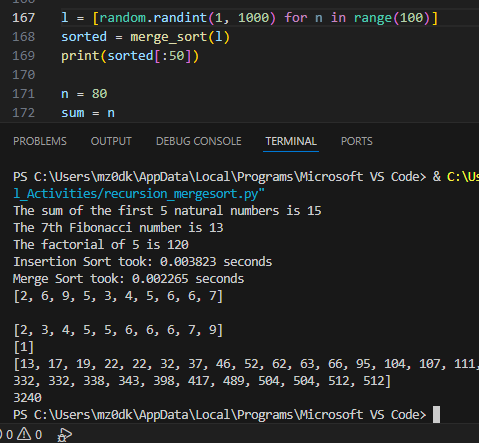 167 l = [random.randint(1, 1000) for n in range(100)]
168 sorted = merge_sort(l)
169 print(sorted[:50])
170
171 n = 80
172 sum = n
PROBLEMS OUTPUT DEBUG CONSOLE TERMINAL PORTS
PS C:\Users\mz0dk\AppData\Local\Programs\Microsoft VS Code> & C:\Us
l_Activities/recursion_mergesort.py"
The sum of the first 5 natural numbers is 15
The 7th Fibonacci number is 13
The factorial of 5 is 120
Insertion Sort took: 0.003823 seconds
Merge Sort took: 0.002265 seconds
[2, 6, 9, 5, 3, 4, 5, 6, 6, 7]
[2, 3, 4, 5, 5, 6, 6, 6, 7, 9]
[1]
[13, 17, 19, 22, 22, 32, 37, 46, 52, 62, 63, 66, 95, 104, 107, 111,
332, 332, 338, 343, 398, 417, 489, 504, 504, 512, 512]
3240
PS C:\Users\mz0dk\AppData\Local\Programs\Microsoft VS Code>
0 0